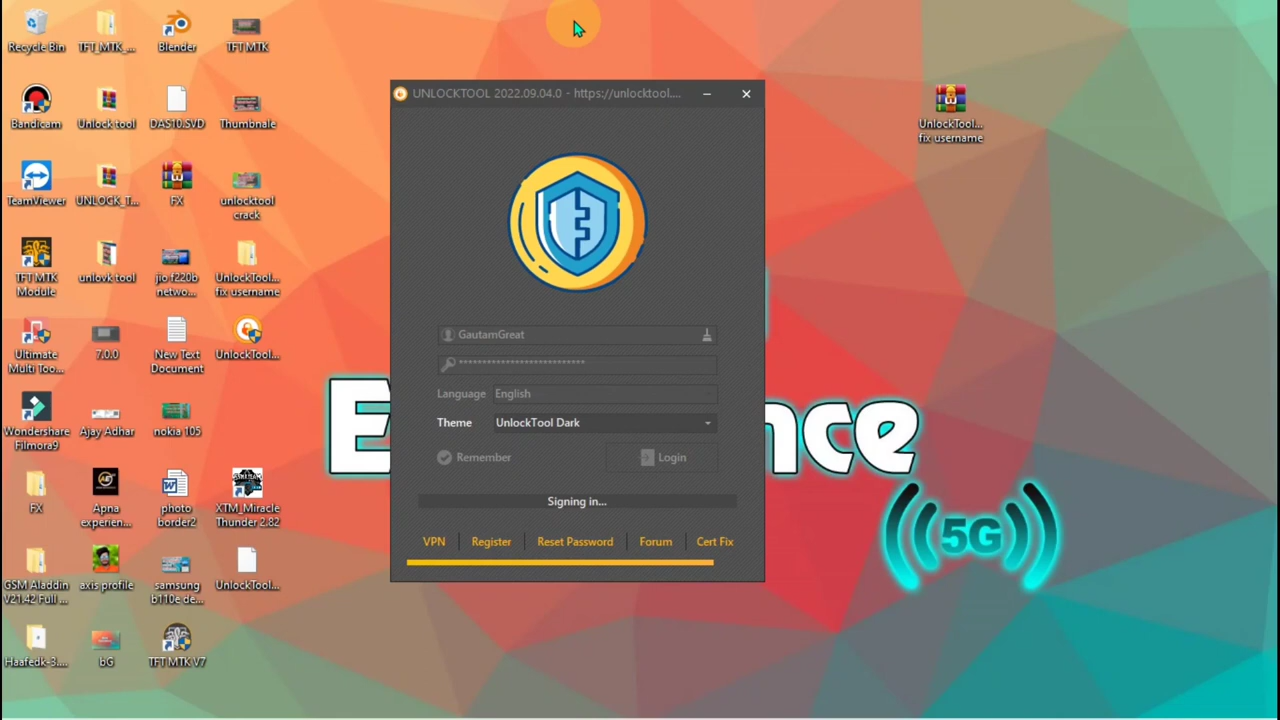 Recycle Bin
TFT_MTK_...
Blender
TFT MTK
Bandicam
Unlock tool
DAS10.SVD
Thumbnale
TeamViewer
UNLOCK_T...
FX
unlocktool
crack
TFT MTK
Module
unlovk tool
jio f220b
netwo...
UnlockTool...
fix username
Ultimate
Multi Too...
7.0.0
New Text
Document
UnlockTool...
Wondershare
Filmora9
Ajay Adhar
nokia 105
FX
Apna
experien...
photo
border2
XTM_Miracle
Thunder 2.82
GSM Aladdin
V21.42 Full ...
axis profile
samsung
b110e de...
UnlockTool...
Haafedk-3....
bG
TFT MTK V7
UnlockTool...
fix username
UNLOCKTOOL 2022.09.04.0 - https://unlocktool....
GautamGreat
****************************
Language English
Theme UnlockTool Dark
Remember Login
Signing in...
VPN Register Reset Password Forum Cert Fix
E
nce
5G